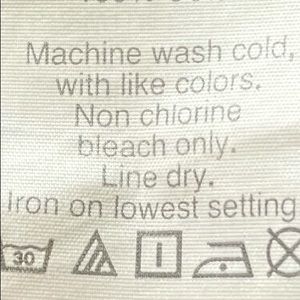 Machine wash cold,
with like colors.
Non chlorine
bleach only.
Line dry.
Iron on lowest setting
30